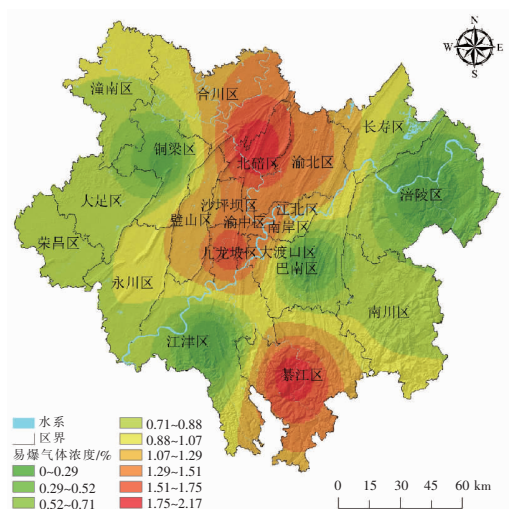 N
W E
S
潼南区
合川区
长寿区
铜梁区
北碚区
渝北区
涪陵区
大足区
沙坪坝区
江北区
璧山区
渝中区
南岸区
荣昌区
九龙坡区
大渡口区
巴南区
永川区
南川区
江津区
綦江区
水系
区界
易爆气体浓度/%
0~0.29
0.29~0.52
0.52~0.71
0.71~0.88
0.88~1.07
1.07~1.29
1.29~1.51
1.51~1.75
1.75~2.17
0 15 30 45 60 km